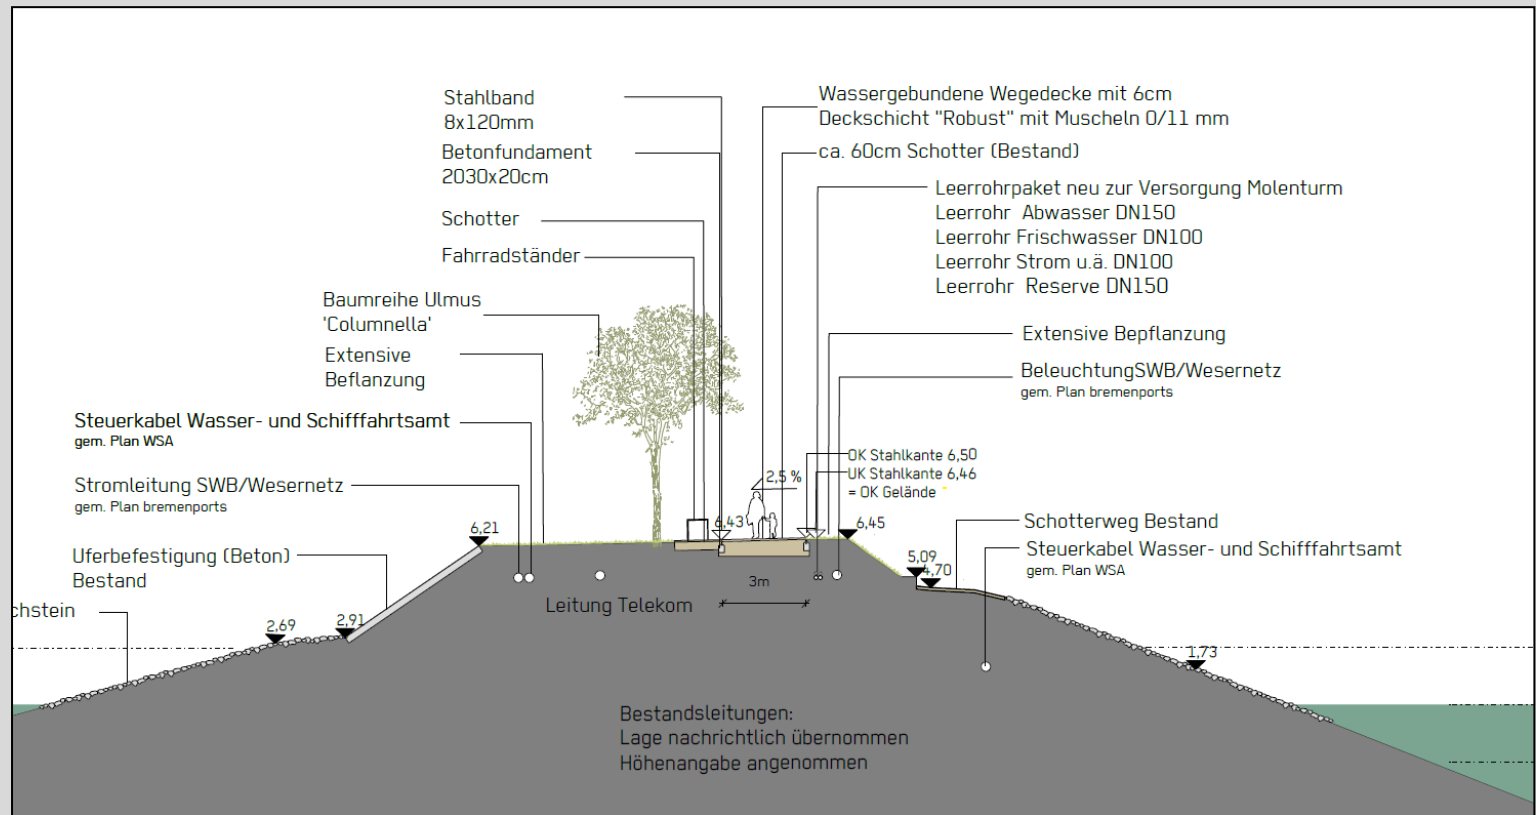 Stahlband
8x120mm
Betonfundament
2030x20cm
Schotter
Fahrradständer
Baumreihe Ulmus
'Columnella'
Extensive
Beflanzung
Steuerkabel Wasser- und Schifffahrtsamt
gem. Plan WSA
Stromleitung SWB/Wesernetz
gem. Plan bremenports
Uferbefestigung (Beton)
Bestand
chstein
Wassergebundene Wegedecke mit 6cm
Deckschicht "Robust" mit Muscheln 0/11 mm
ca. 60cm Schotter (Bestand)
Leerrohrpaket neu zur Versorgung Molenturm
Leerrohr Abwasser DN150
Leerrohr Frischwasser DN100
Leerrohr Strom u.ä. DN100
Leerrohr Reserve DN150
Extensive Bepflanzung
BeleuchtungSWB/Wesernetz
gem. Plan bremenports
OK Stahlkante 6,50
UK Stahlkante 6,46
= OK Gelände
2,5 %
Schotterweg Bestand
Steuerkabel Wasser- und Schifffahrtsamt
gem. Plan WSA
6,21
6,43
6,45
5,09
4,70
2,69
2,91
1,73
3m
Leitung Telekom
Bestandsleitungen:
Lage nachrichtlich übernommen
Höhenangabe angenommen